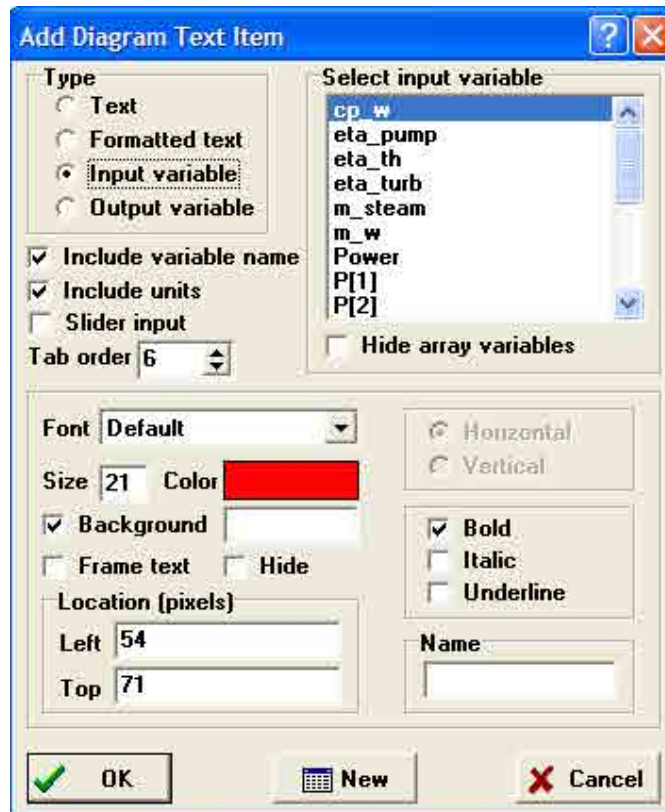 Add Diagram Text Item
Type
Text
Formatted text
Input variable
Output variable
Include variable name
Include units
Slider input
Tab order 6
Select input variable
cp_w
eta_pump
eta_th
eta_turb
m_steam
m_w
Power
P[1]
P[2]
Hide array variables
Font Default
Size 21 Color
Background
Frame text Hide
Location (pixels)
Left 54
Top 71
Horizontal
Vertical
Bold
Italic
Underline
Name
OK New Cancel